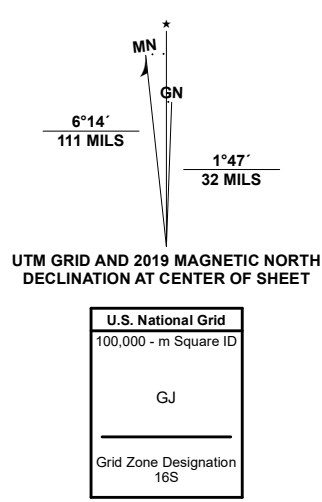 MN
GN
6°14´
111 MILS
1°47´
32 MILS
UTM GRID AND 2019 MAGNETIC NORTH
DECLINATION AT CENTER OF SHEET
U.S. National Grid
100,000 - m Square ID
GJ
Grid Zone Designation
16S